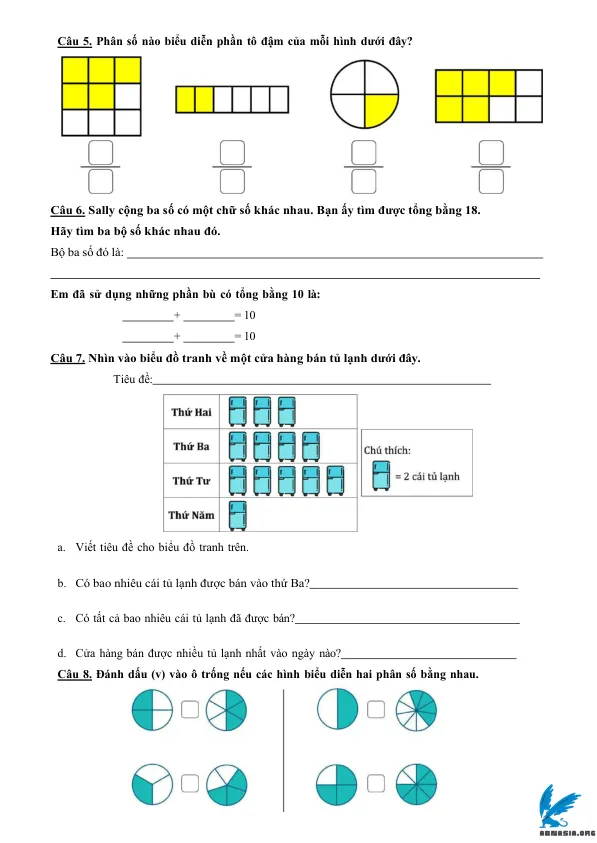 Câu 5. Phân số nào biểu diễn phần tô đậm của mỗi hình dưới đây?
Câu 6. Sally cộng ba số có một chữ số khác nhau. Bạn ấy tìm được tổng bằng 18.
Hãy tìm ba bộ số khác nhau đó.
Bộ ba số đó là: ____________________
____________________
Em đã sử dụng những phần bù có tổng bằng 10 là:
________+ ________= 10
________+ ________= 10
Câu 7. Nhìn vào biểu đồ tranh về một cửa hàng bán tủ lạnh dưới đây.
Tiêu đề:____________________
Thứ Hai
Thứ Ba
Thứ Tư
Thứ Năm
Chú thích:
= 2 cái tủ lạnh
a. Viết tiêu đề cho biểu đồ tranh trên.
b. Có bao nhiêu cái tủ lạnh được bán vào thứ Ba?____________________
c. Có tất cả bao nhiêu cái tủ lạnh đã được bán?____________________
d. Cửa hàng bán được nhiều tủ lạnh nhất vào ngày nào?____________________
Câu 8. Đánh dấu (v) vào ô trống nếu các hình biểu diễn hai phân số bằng nhau.
ABNASIA.ORG